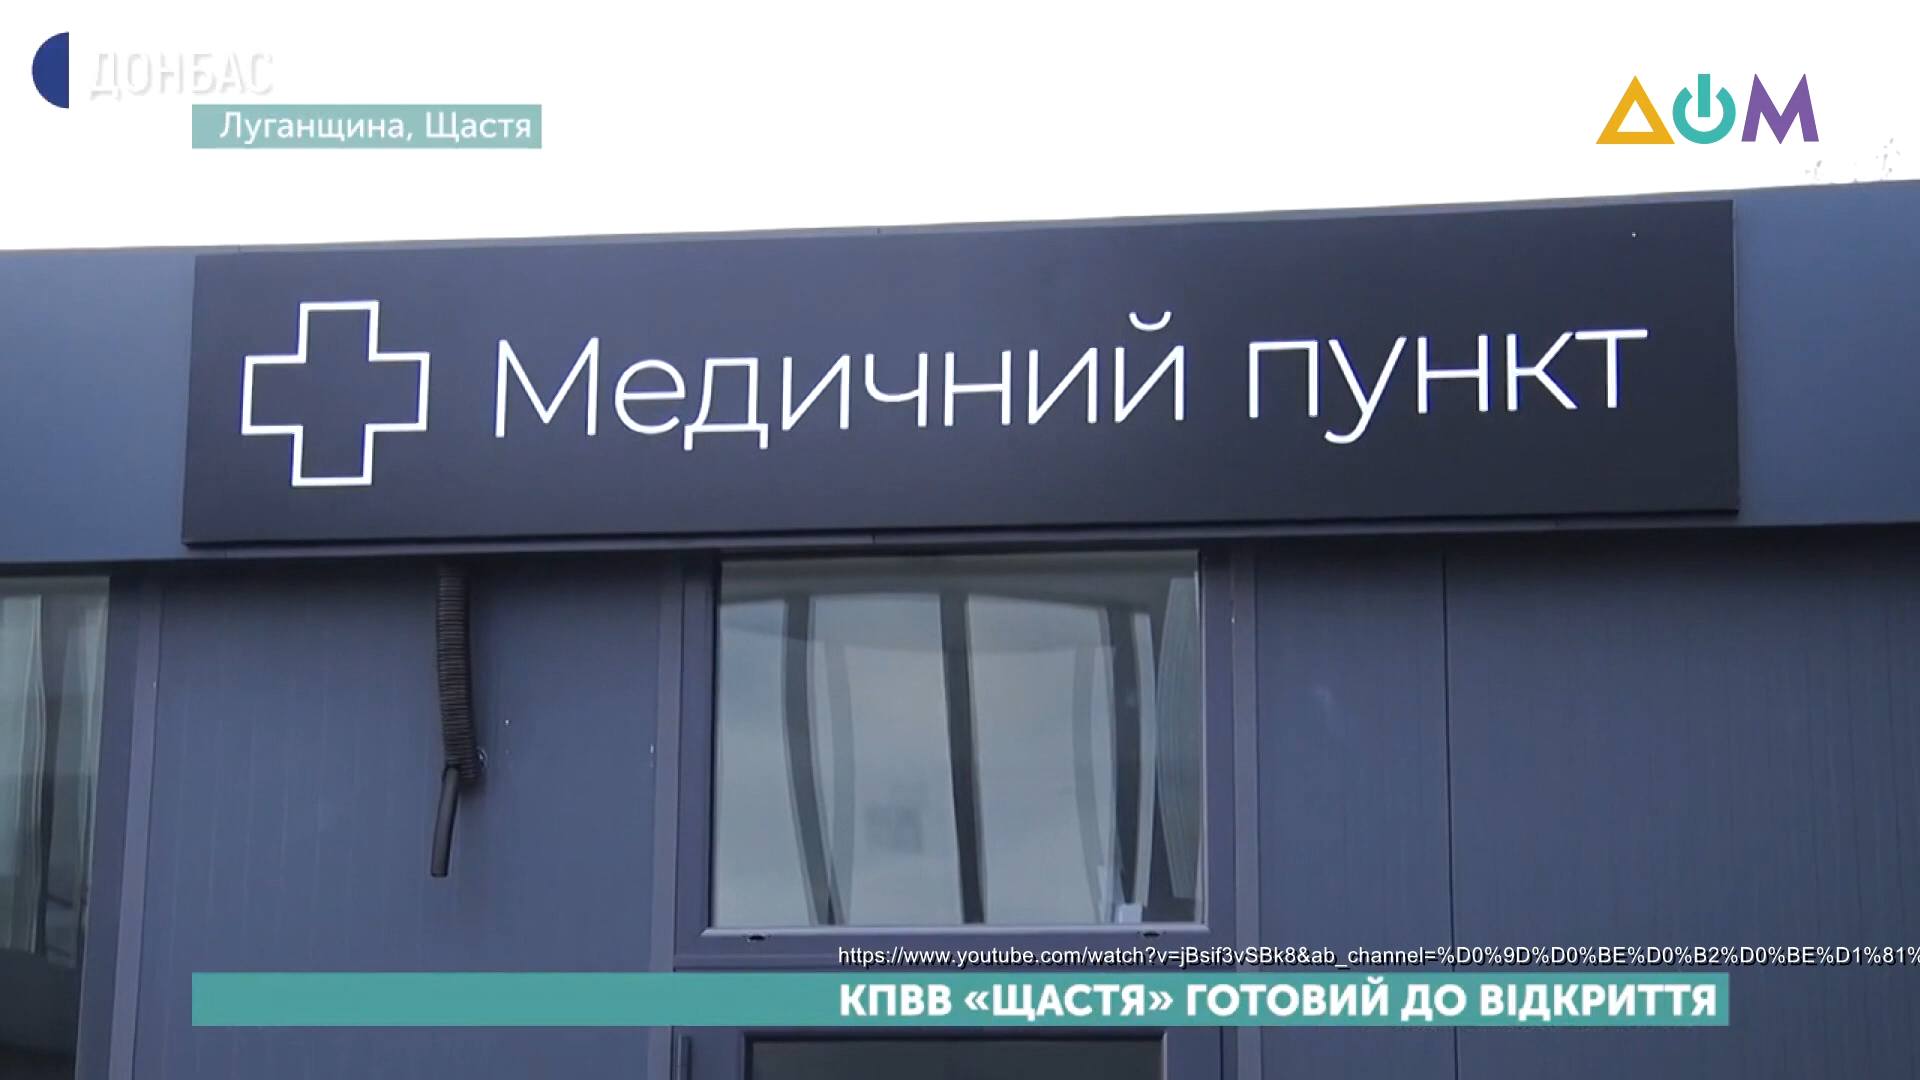 ДОНБАС
Луганщина, Щастя
ДОМ
Медичний пункт
https://www.youtube.com/watch?v=jBsif3vSBk8&ab_channel=%D0%9D%D0%BE%D0%B2%D0%BE%D1%81%
КПВВ «ЩАСТЯ» ГОТОВИЙ ДО ВІДКРИТТЯ